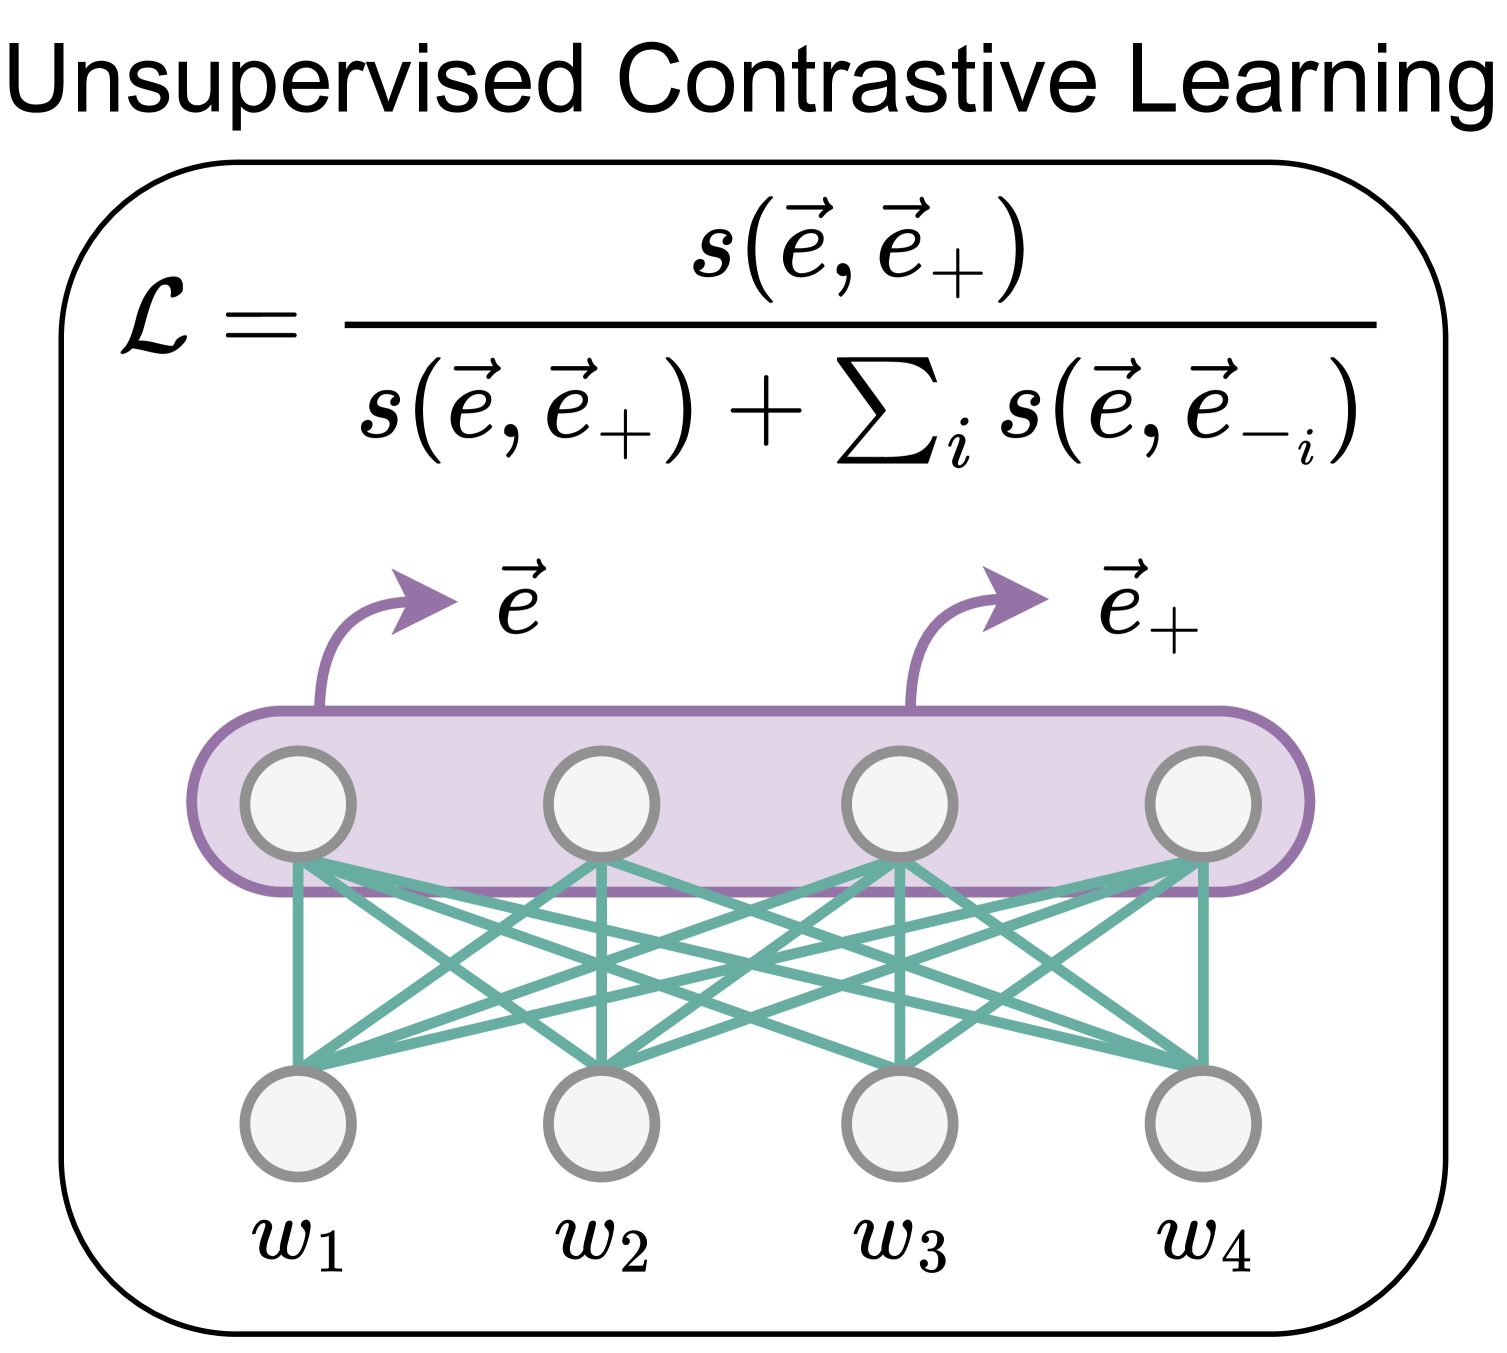 Unsupervised Contrastive Learning
$\mathcal{L} = \frac{s(\vec{e}, \vec{e}_+)}{s(\vec{e}, \vec{e}_+) + \sum_i s(\vec{e}, \vec{e}_{-_i})}$
$\vec{e}$ $\vec{e}_+$
$w_1$ $w_2$ $w_3$ $w_4$